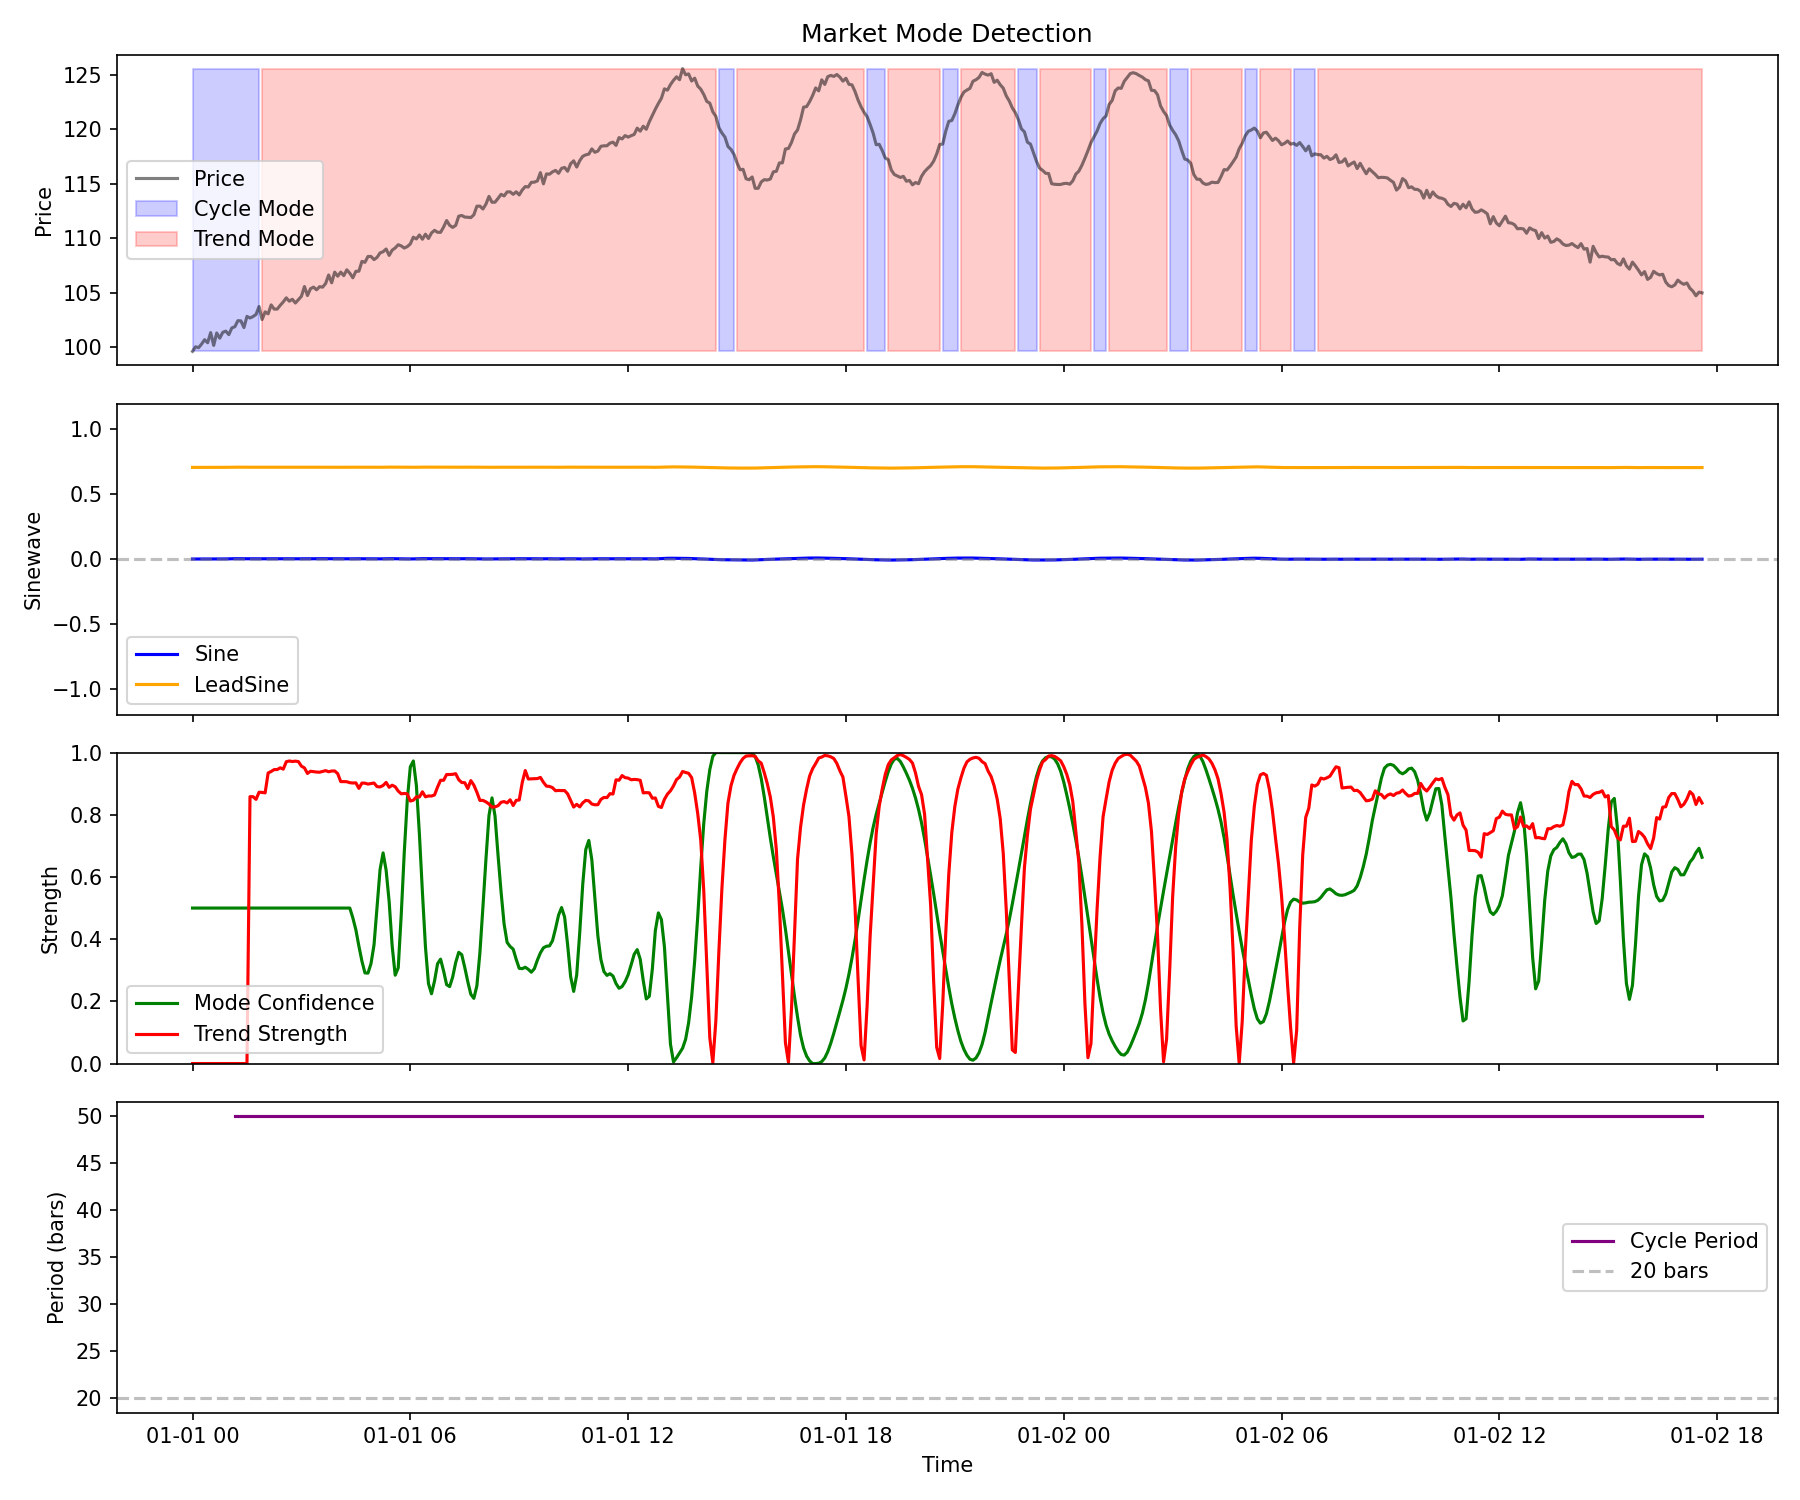 Market Mode Detection
125
120
115
110
105
100
Price
Price
Cycle Mode
Trend Mode
1.0
0.5
0.0
−0.5
−1.0
Sinewave
Sine
LeadSine
1.0
0.8
0.6
0.4
0.2
0.0
Strength
Mode Confidence
Trend Strength
50
45
40
35
30
25
20
Period (bars)
Cycle Period
20 bars
01-01 00
01-01 06
01-01 12
01-01 18
01-02 00
01-02 06
01-02 12
01-02 18
Time